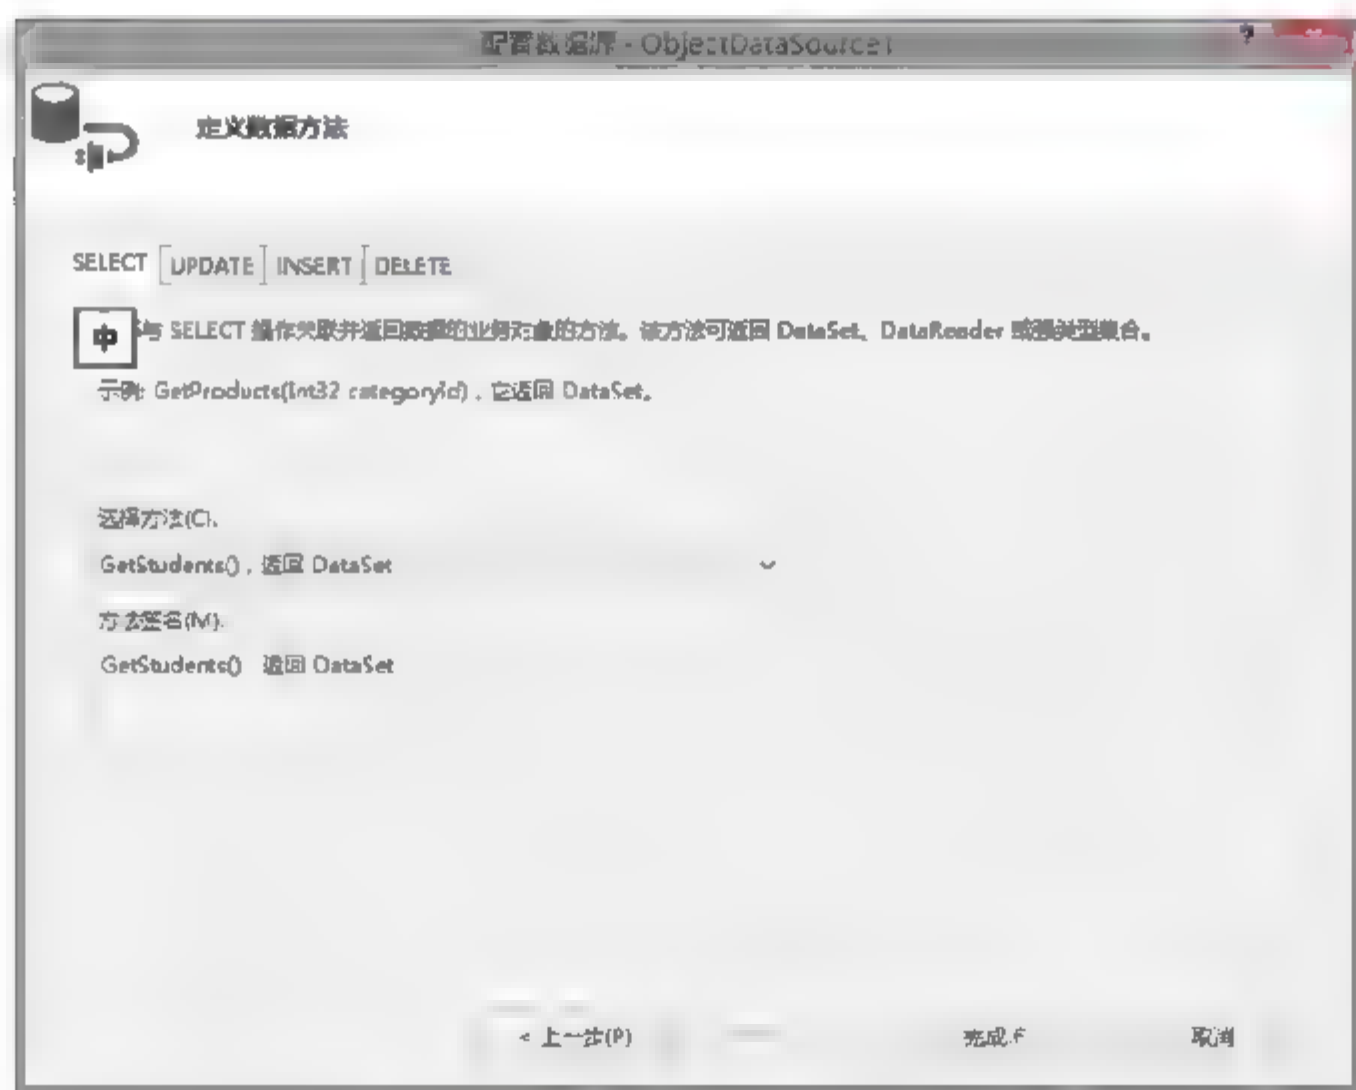 配置数据源 - ObjectDataSource1
定义数据方法
SELECT UPDATE INSERT DELETE
中 与 SELECT 操作关联并返回数据的业务对象的方法。该方法可返回 DataSet、DataReader 或强类型集合。
示例: GetProducts(Int32 categoryId)，它返回 DataSet。
选择方法(C):
GetStudents()，返回 DataSet
方法签名(M):
GetStudents() 返回 DataSet
< 上一步(P) 完成 F 取消